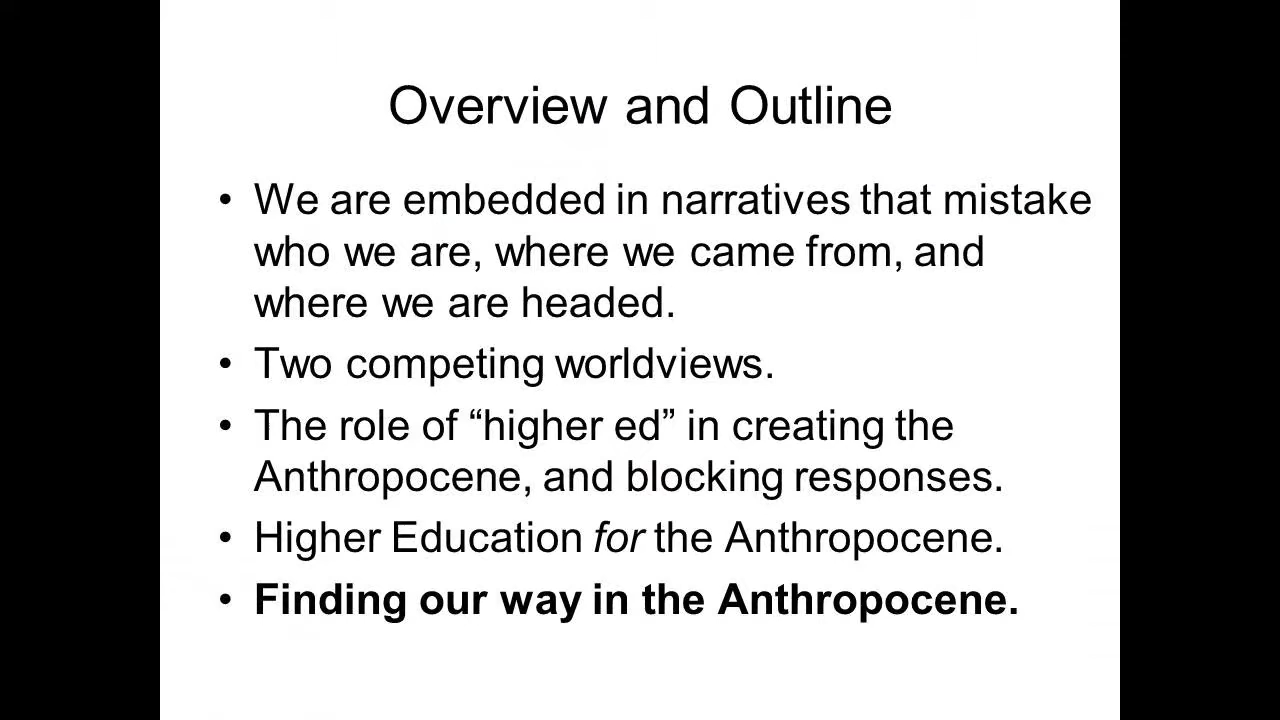 Overview and Outline
• We are embedded in narratives that mistake
who we are, where we came from, and
where we are headed.
• Two competing worldviews.
• The role of “higher ed” in creating the
Anthropocene, and blocking responses.
• Higher Education for the Anthropocene.
• Finding our way in the Anthropocene.